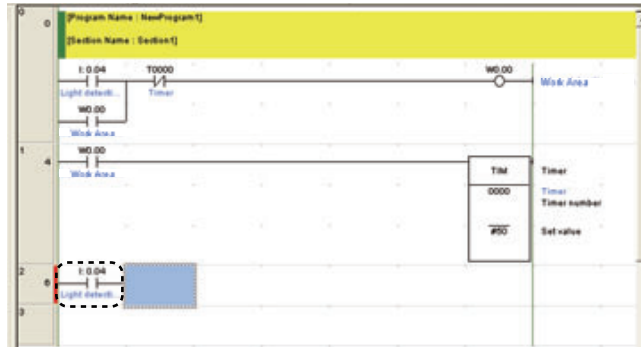 0
0
[Program Name : NewProgram1]
[Section Name : Section1]
I: 0.04 T0000 W0.00
Light detecti... Timer Work Area
W0.00
Work Area
1
4
W0.00
Work Area
TIM Timer
0000 Timer
Timer number
#50 Set value
2
6
I: 0.04
Light detecti...
3